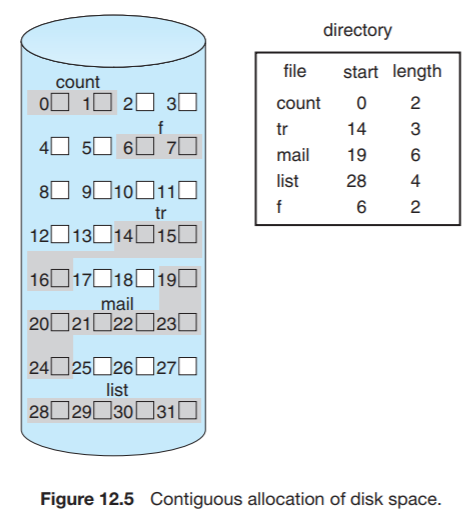 directory
file start length
count 0 2
tr 14 3
mail 19 6
list 28 4
f 6 2
count
0 1 2 3
f
4 5 6 7
8 9 10 11
tr
12 13 14 15
16 17 18 19
mail
20 21 22 23
24 25 26 27
list
28 29 30 31
Figure 12.5 Contiguous allocation of disk space.